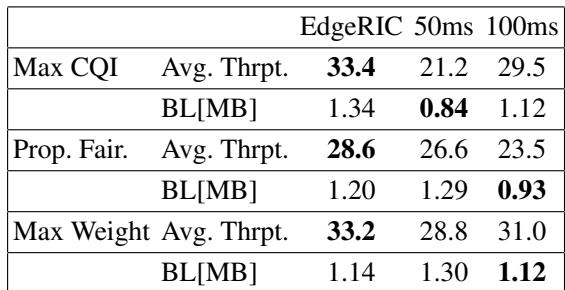 EdgeRIC 50ms 100ms
Max CQI Avg. Thrpt. 33.4 21.2 29.5
BL[MB] 1.34 0.84 1.12
Prop. Fair. Avg. Thrpt. 28.6 26.6 23.5
BL[MB] 1.20 1.29 0.93
Max Weight Avg. Thrpt. 33.2 28.8 31.0
BL[MB] 1.14 1.30 1.12